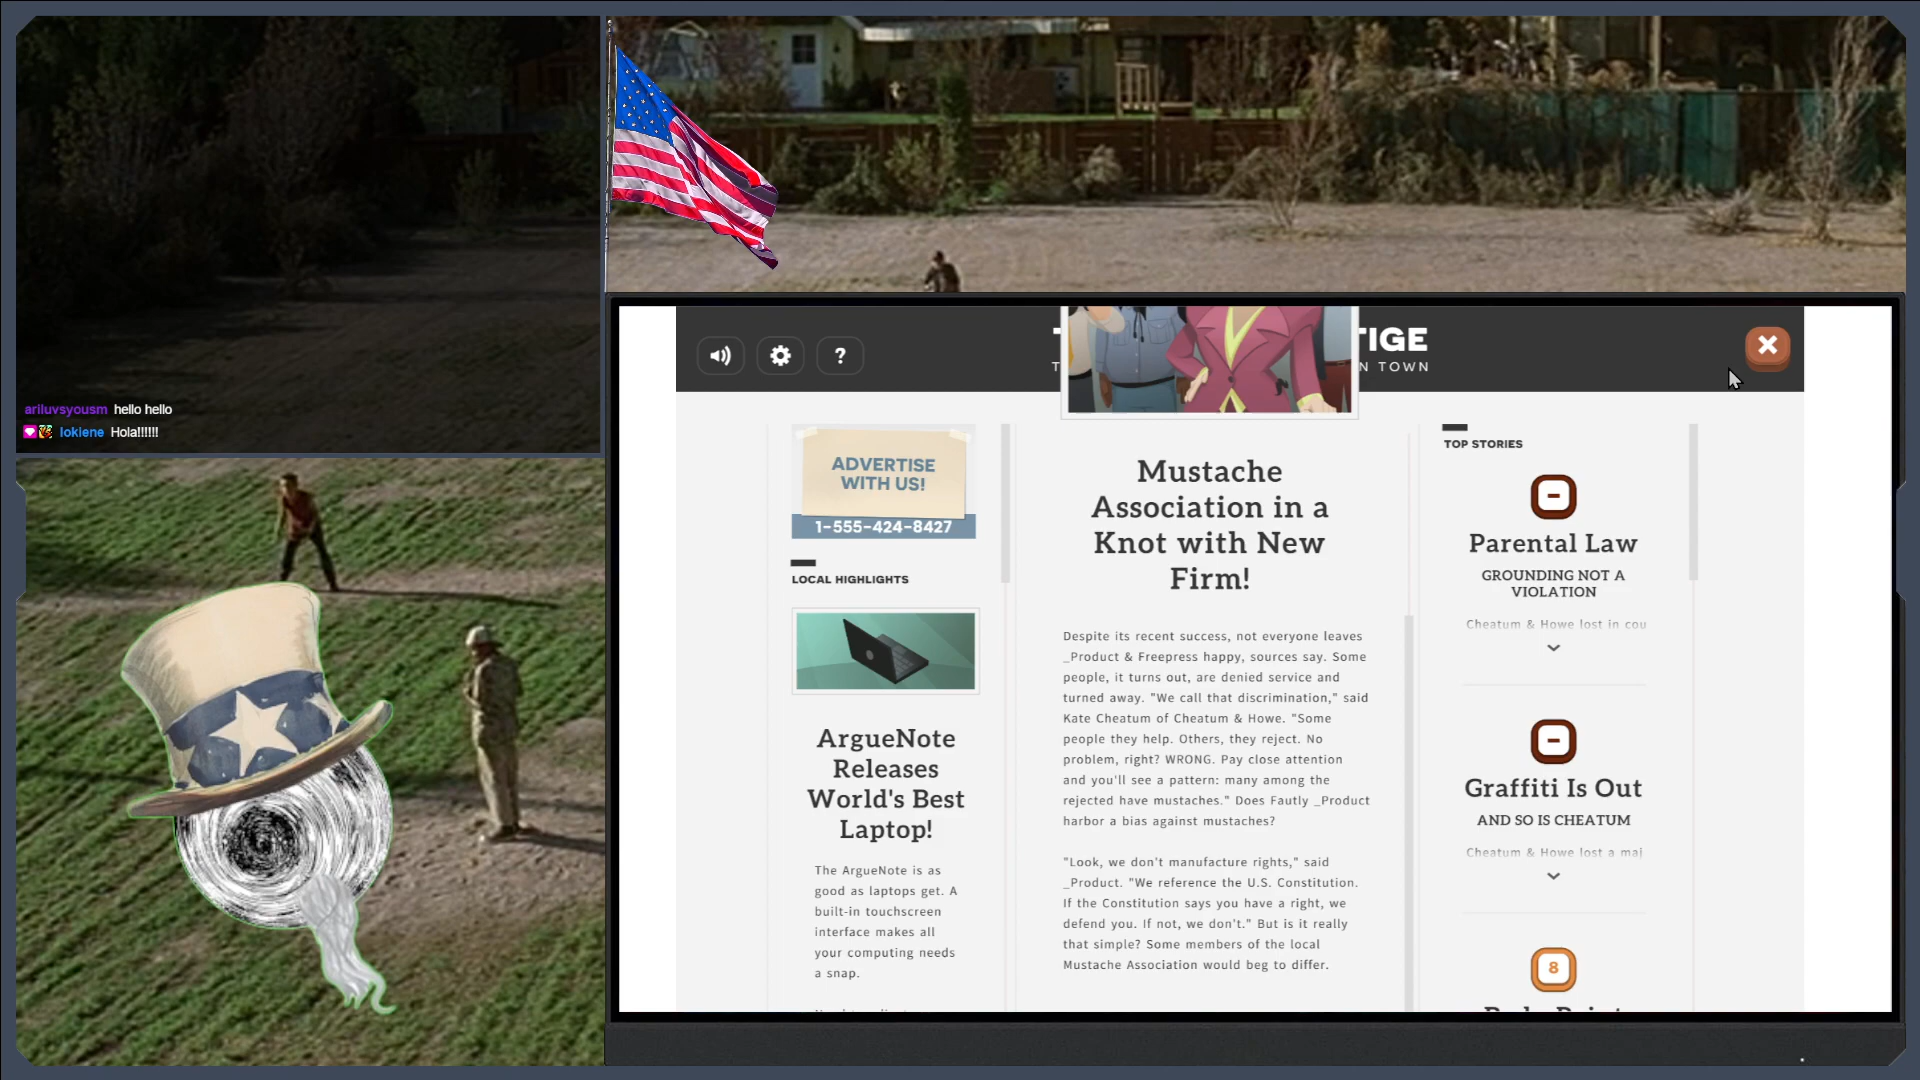 ariluvsyousm hello hello
lokiene Hola!!!!!!
?
TIGE
N TOWN
ADVERTISE
WITH US!
1-555-424-8427
LOCAL HIGHLIGHTS
ArgueNote
Releases
World's Best
Laptop!
The ArgueNote is as
good as laptops get. A
built-in touchscreen
interface makes all
your computing needs
a snap.
Mustache
Association in a
Knot with New
Firm!
Despite its recent success, not everyone leaves
_Product & Freepress happy, sources say. Some
people, it turns out, are denied service and
turned away. "We call that discrimination," said
Kate Cheatum of Cheatum & Howe. "Some
people they help. Others, they reject. No
problem, right? WRONG. Pay close attention
and you'll see a pattern: many among the
rejected have mustaches." Does Fautly _Product
harbor a bias against mustaches?
"Look, we don't manufacture rights," said
_Product. "We reference the U.S. Constitution.
If the Constitution says you have a right, we
defend you. If not, we don't." But is it really
that simple? Some members of the local
Mustache Association would beg to differ.
TOP STORIES
Parental Law
GROUNDING NOT A
VIOLATION
Cheatum & Howe lost in cou
Graffiti Is Out
AND SO IS CHEATUM
Cheatum & Howe lost a maj
8